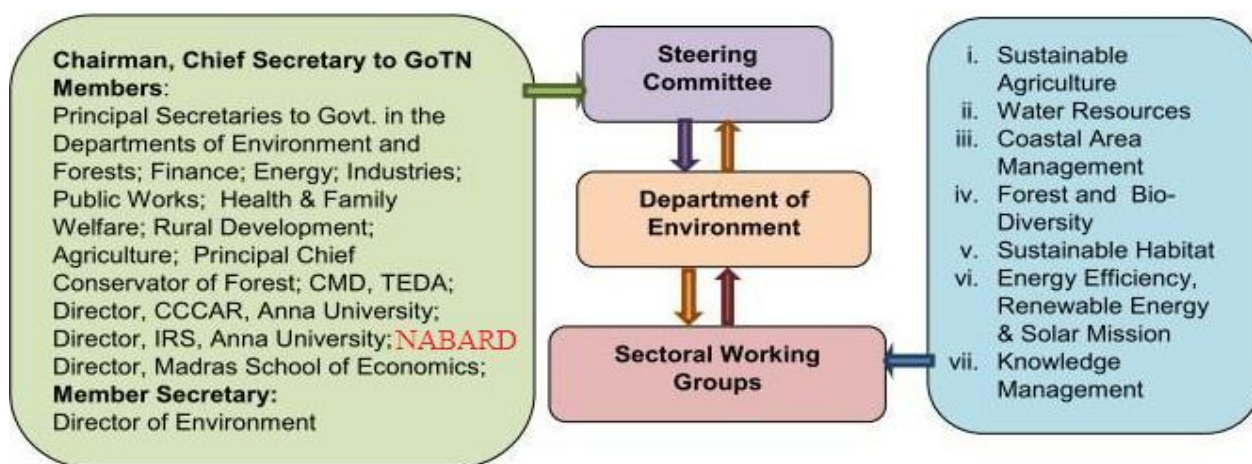 Chairman, Chief Secretary to GoTN
Members:
Principal Secretaries to Govt. in the
Departments of Environment and
Forests; Finance; Energy; Industries;
Public Works; Health & Family
Welfare; Rural Development;
Agriculture; Principal Chief
Conservator of Forest; CMD, TEDA;
Director, CCCAR, Anna University;
Director, IRS, Anna University; NABARD
Director, Madras School of Economics;
Member Secretary:
Director of Environment
Steering
Committee
Department of
Environment
Sectoral Working
Groups
i. Sustainable
Agriculture
ii. Water Resources
iii. Coastal Area
Management
iv. Forest and Bio-
Diversity
v. Sustainable Habitat
vi. Energy Efficiency,
Renewable Energy
& Solar Mission
vii. Knowledge
Management